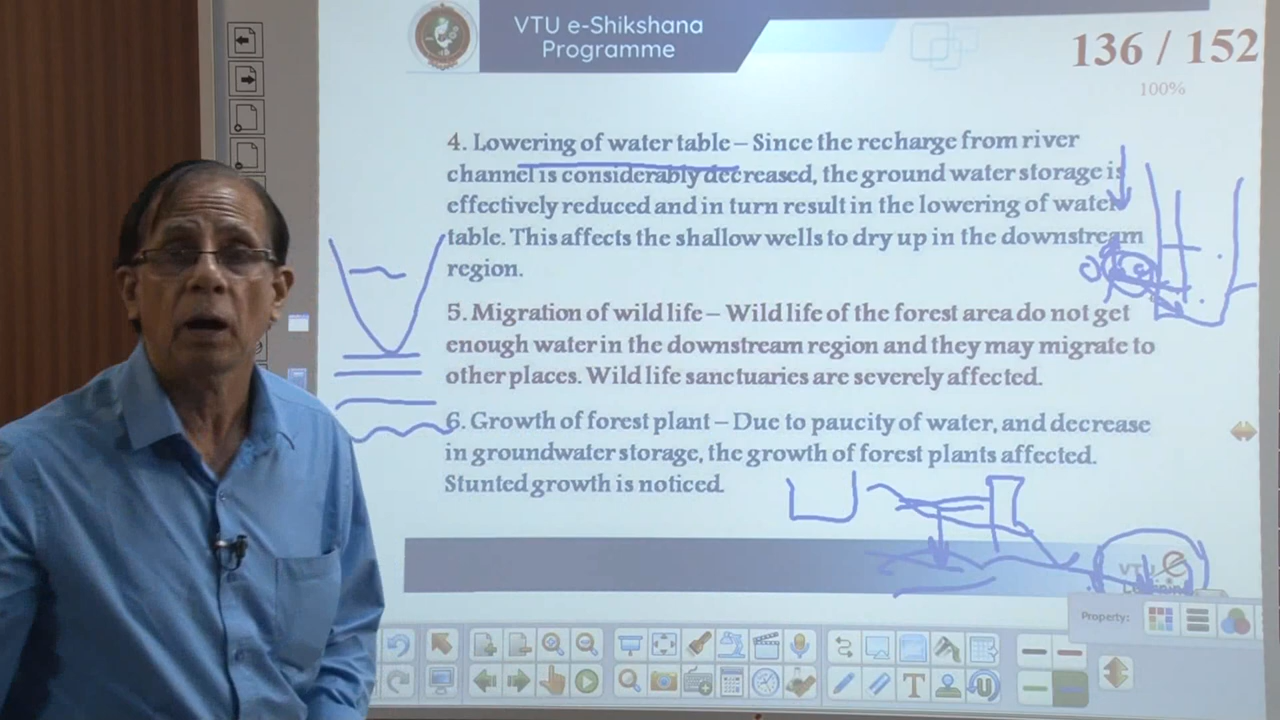 VTU e-Shikshana
Programme
136 / 152
100%
4. Lowering of water table – Since the recharge from river
channel is considerably decreased, the ground water storage is
effectively reduced and in turn result in the lowering of water
table. This affects the shallow wells to dry up in the downstream
region.
5. Migration of wild life – Wild life of the forest area do not get
enough water in the downstream region and they may migrate to
other places. Wild life sanctuaries are severely affected.
6. Growth of forest plant – Due to paucity of water, and decrease
in groundwater storage, the growth of forest plants affected.
Stunted growth is noticed.
VTU e
Learning
Property: